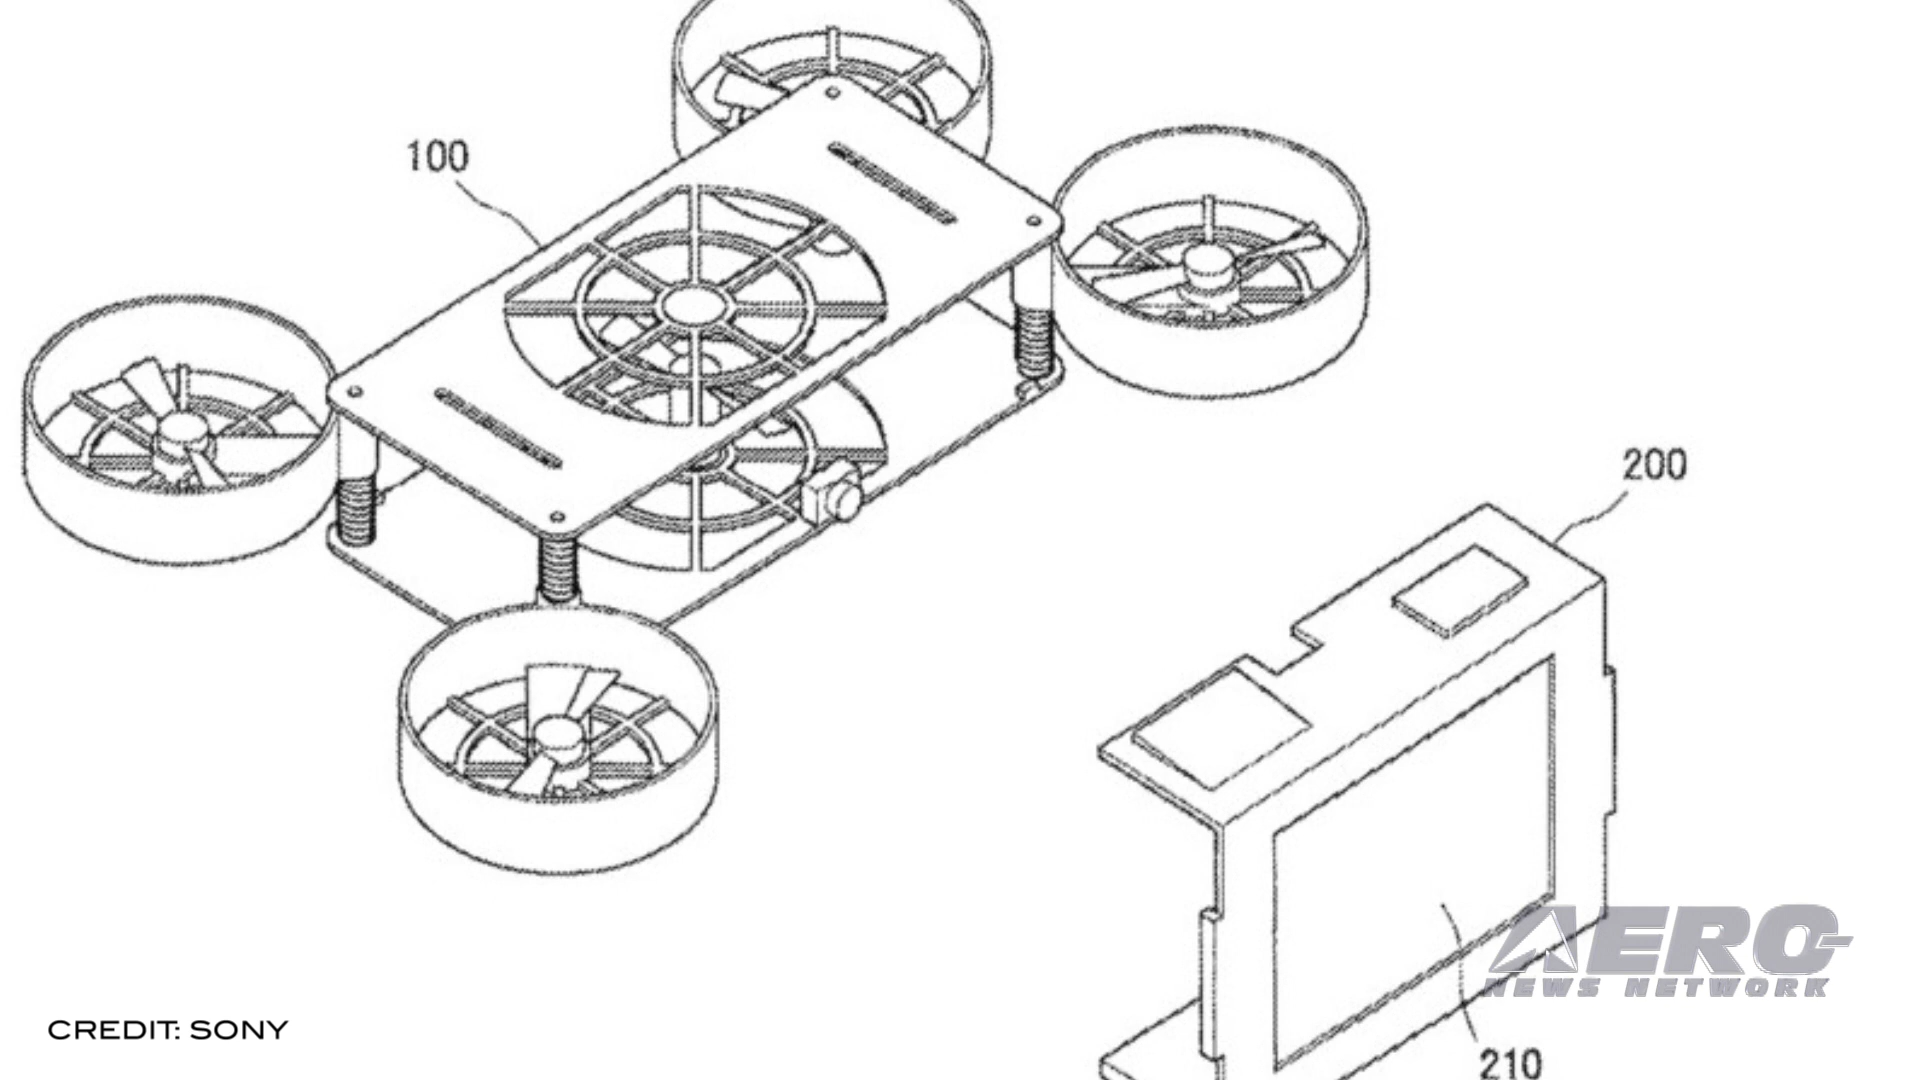 100
200
AERO-
NEWS NETWORK
CREDIT: SONY
210